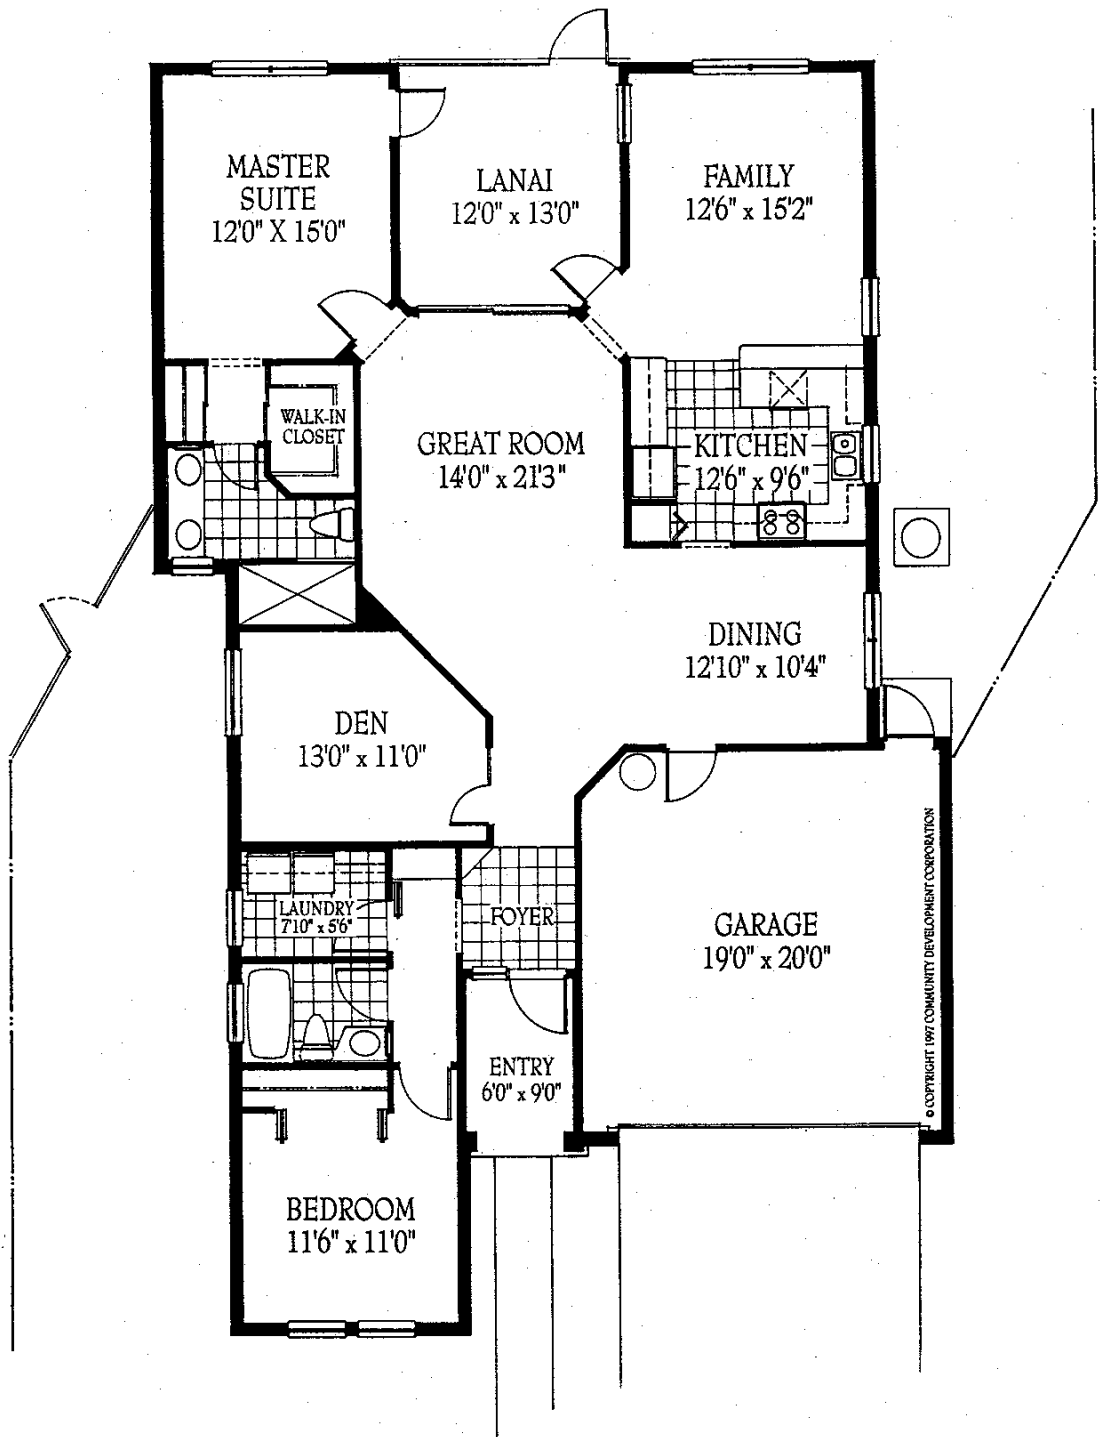 MASTER
SUITE
12'0" X 15'0"
LANAI
12'0" x 13'0"
FAMILY
12'6" x 15'2"
WALK-IN
CLOSET
GREAT ROOM
14'0" x 21'3"
KITCHEN
12'6" x 9'6"
DINING
12'10" x 10'4"
DEN
13'0" x 11'0"
LAUNDRY
7'10" x 5'6"
FOYER
GARAGE
19'0" x 20'0"
© COPYRIGHT 1997 COMMUNITY DEVELOPMENT CORPORATION
ENTRY
6'0" x 9'0"
BEDROOM
11'6" x 11'0"